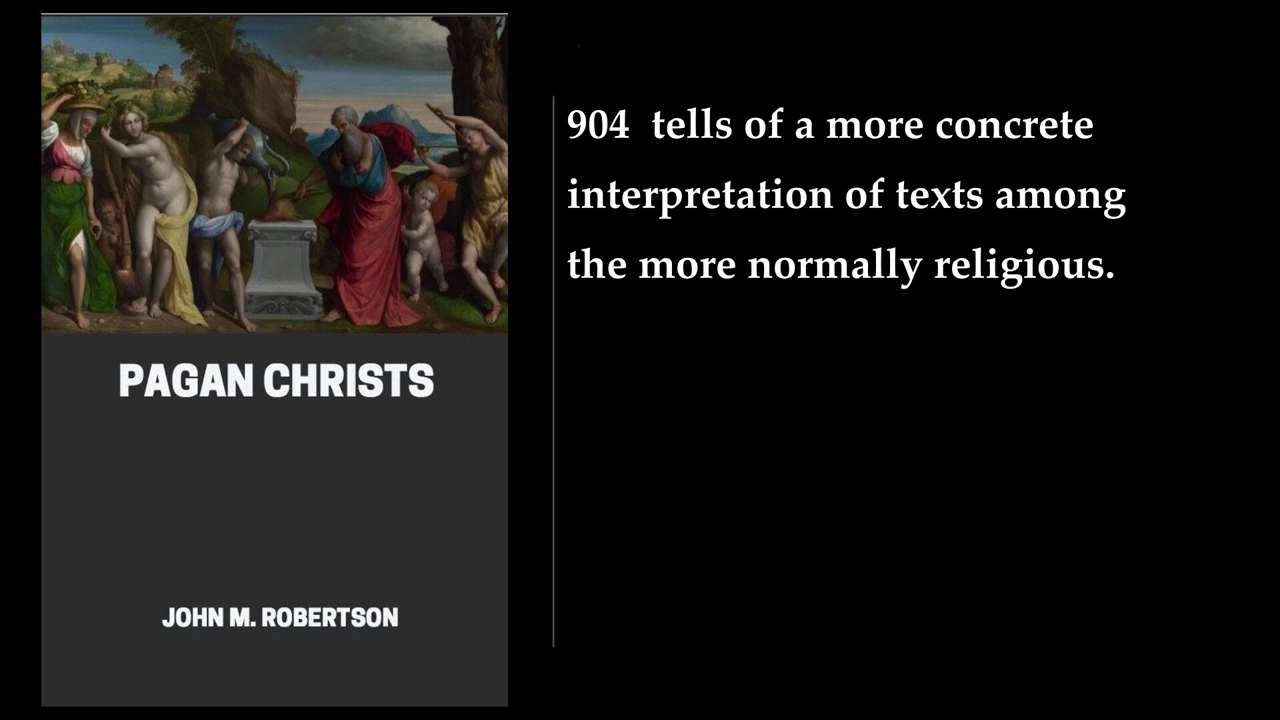 PAGAN CHRISTS
JOHN M. ROBERTSON
904 tells of a more concrete
interpretation of texts among
the more normally religious.